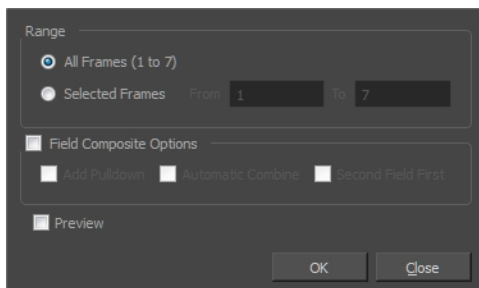 Range
All Frames (1 to 7)
Selected Frames From 1 To 7
Field Composite Options
Add Pulldown Automatic Combine Second Field First
Preview
OK Close